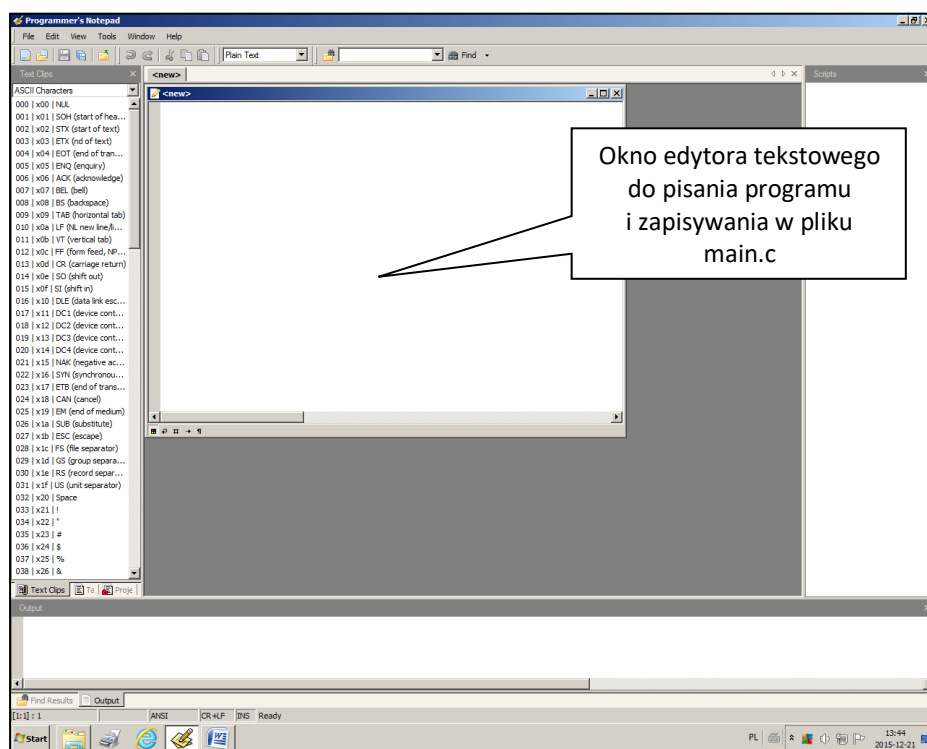 Programmer's Notepad
File Edit View Tools Window Help
Plain Text Find
Text Clips
<new>
Scripts
ASCII Characters
<new>
000 | x00 | NUL
001 | x01 | SOH (start of hea...
002 | x02 | STX (start of text)
003 | x03 | ETX (nd of text)
004 | x04 | EOT (end of tran...
005 | x05 | ENQ (enquiry)
006 | x06 | ACK (acknowledge)
007 | x07 | BEL (bell)
008 | x08 | BS (backspace)
009 | x09 | TAB (horizontal tab)
010 | x0a | LF (NL new line/li...
011 | x0b | VT (vertical tab)
012 | x0c | FF (form feed, NP...
013 | x0d | CR (carriage return)
014 | x0e | SO (shift out)
015 | x0f | SI (shift in)
016 | x10 | DLE (data link esc...
017 | x11 | DC1 (device cont...
018 | x12 | DC2 (device cont...
019 | x13 | DC3 (device cont...
020 | x14 | DC4 (device cont...
021 | x15 | NAK (negative ac...
022 | x16 | SYN (synchronou...
023 | x17 | ETB (end of trans...
024 | x18 | CAN (cancel)
025 | x19 | EM (end of medium)
026 | x1a | SUB (substitute)
027 | x1b | ESC (escape)
028 | x1c | FS (file separator)
029 | x1d | GS (group separa...
030 | x1e | RS (record separ...
031 | x1f | US (unit separator)
032 | x20 | Space
033 | x21 | !
034 | x22 | "
035 | x23 | #
036 | x24 | $
037 | x25 | %
038 | x26 | &
Okno edytora tekstowego
do pisania programu
i zapisywania w pliku
main.c
Text Clips Ta Proje
Output
Find Results Output
[1:1] : 1 ANSI CR+LF INS Ready
Start PL 13:44
2015-12-21